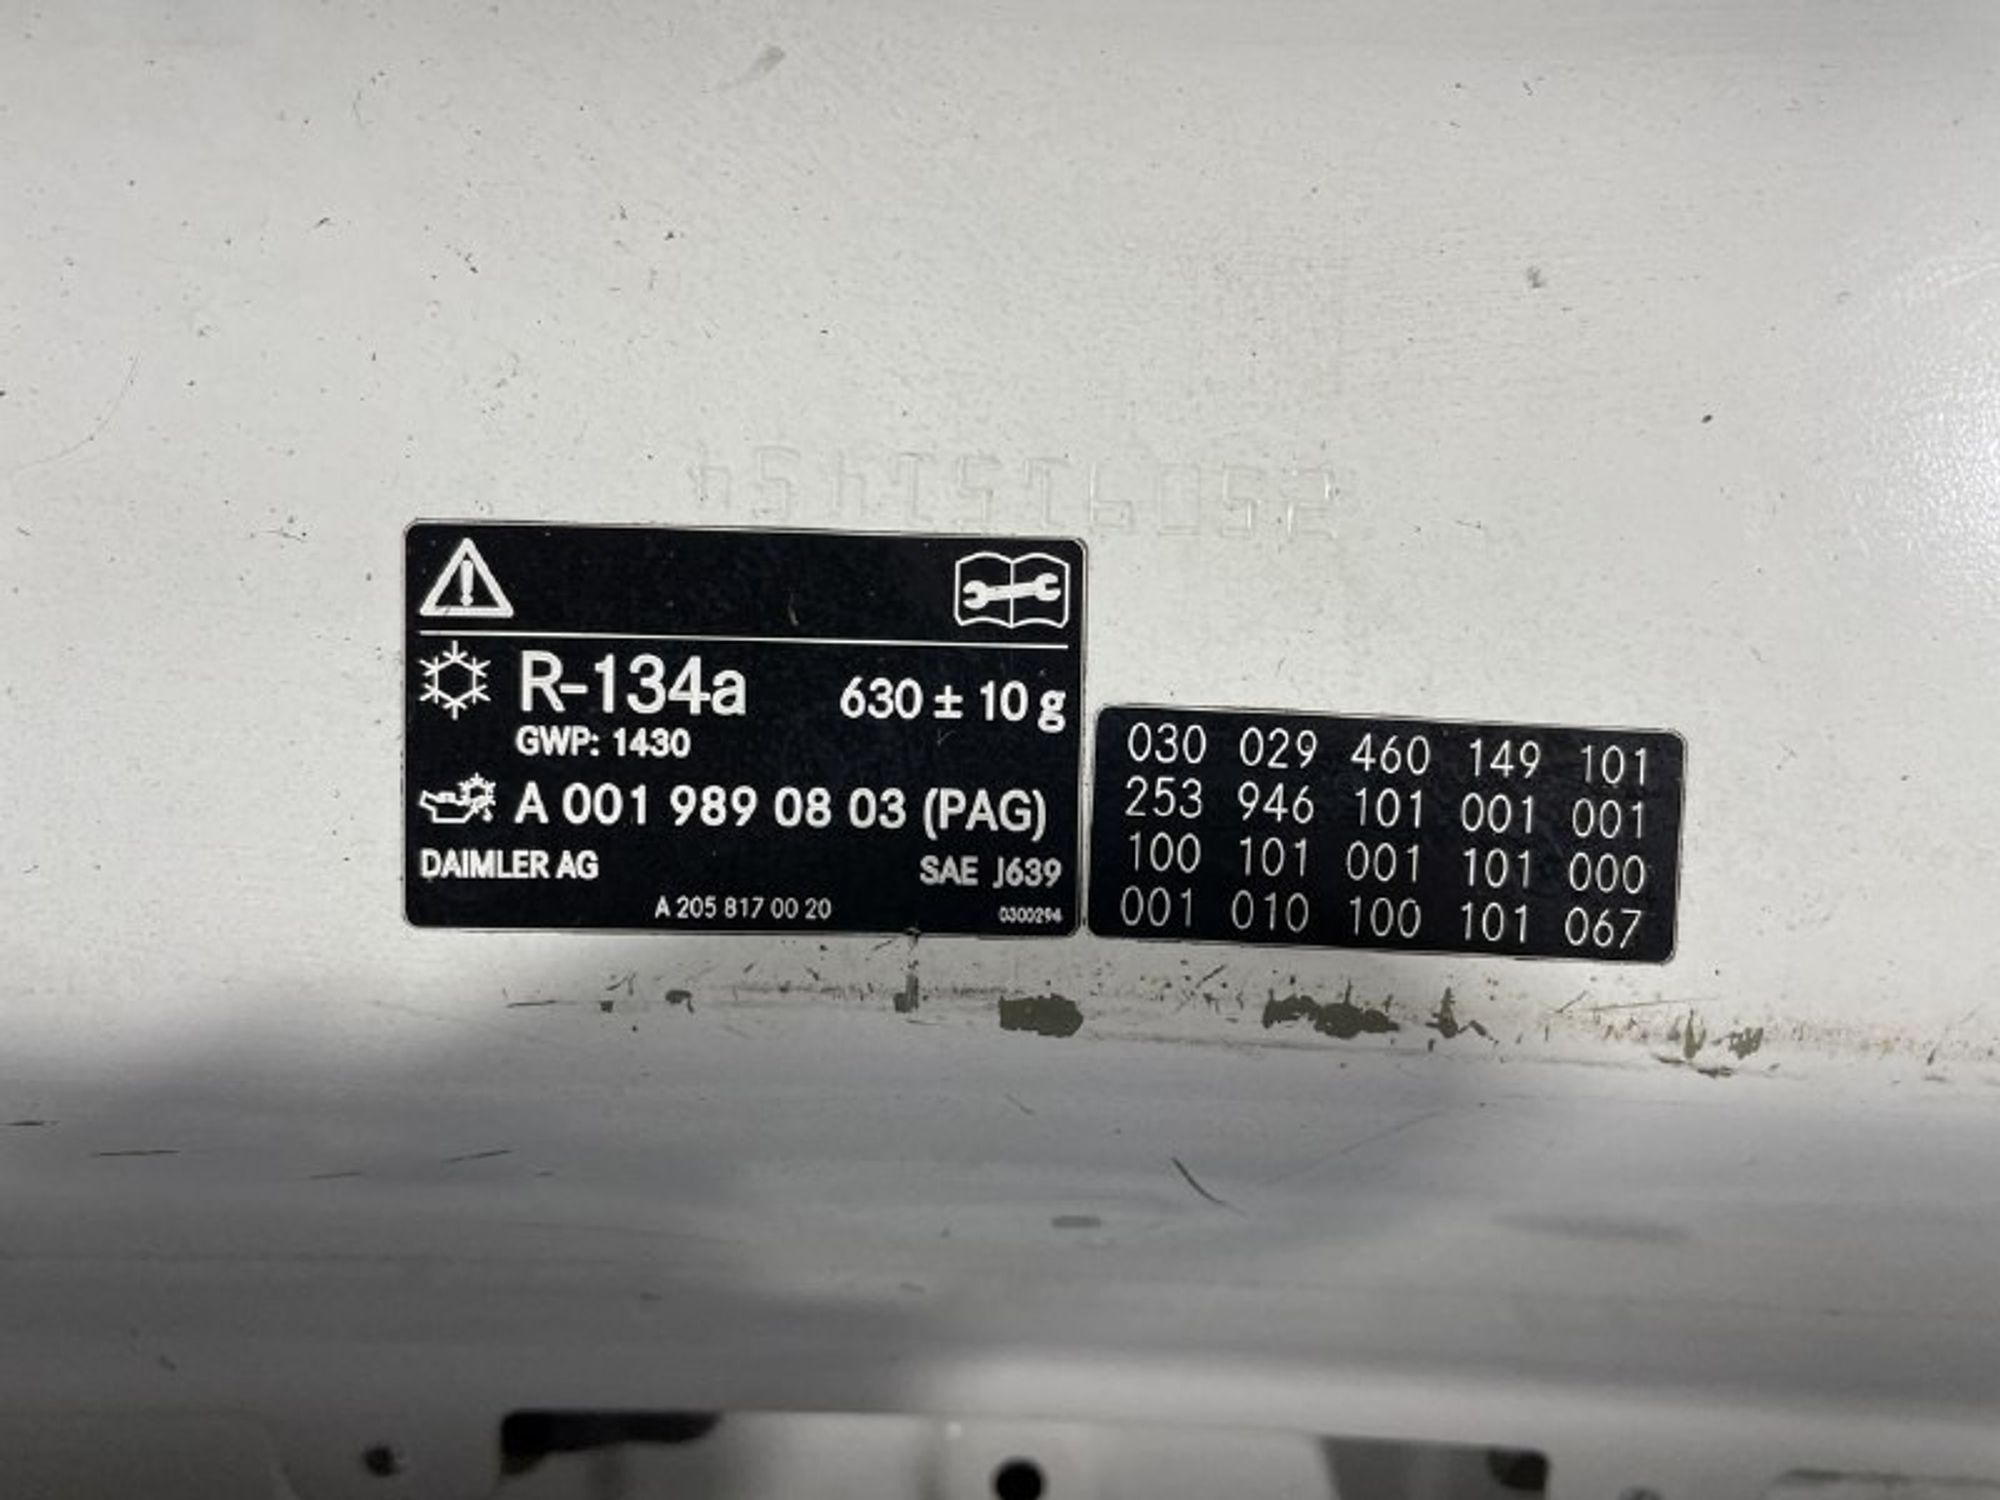 R-134a 630 ± 10 g
GWP: 1430
A 001 989 08 03 (PAG)
DAIMLER AG SAE J639
A 205 817 00 20 0300294
030 029 460 149 101
253 946 101 001 001
100 101 001 101 000
001 010 100 101 067